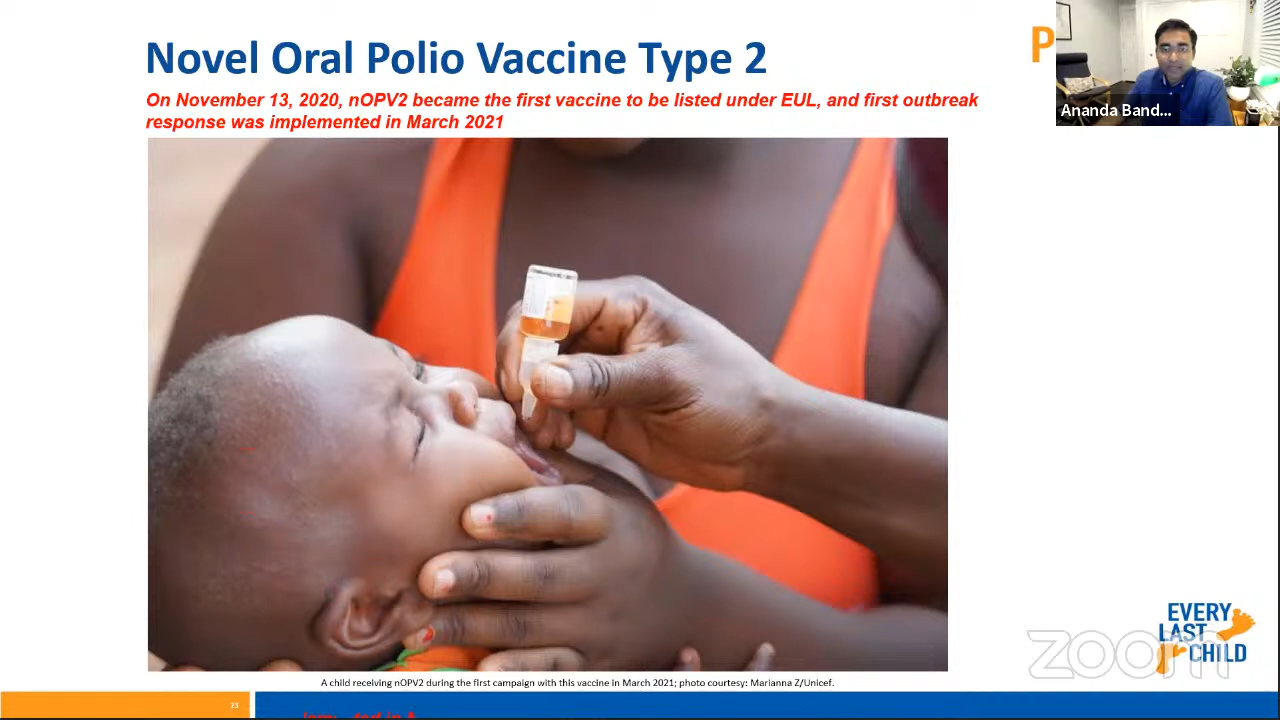 Novel Oral Polio Vaccine Type 2
P
On November 13, 2020, nOPV2 became the first vaccine to be listed under EUL, and first outbreak
response was implemented in March 2021
Ananda Band...
EVERY
LAST
CHILD
zoom
A child receiving nOPV2 during the first campaign with this vaccine in March 2021; photo courtesy: Marianna Z/Unicef.
23